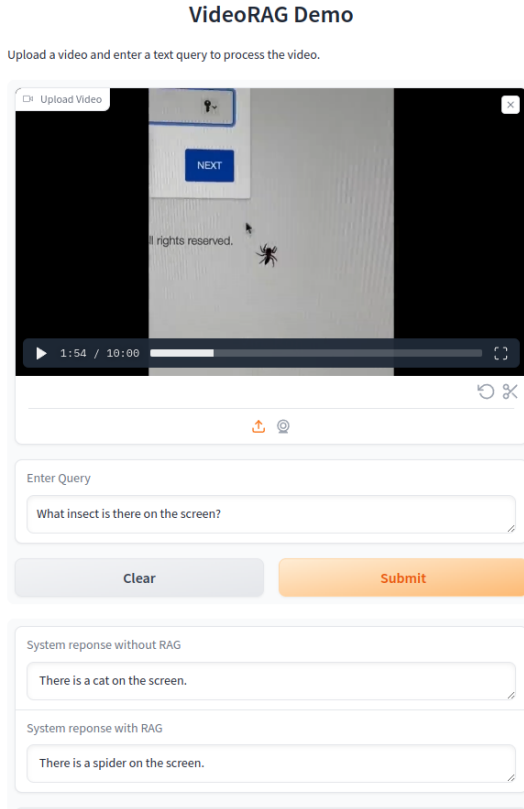 VideoRAG Demo
Upload a video and enter a text query to process the video.
Upload Video
NEXT
ll rights reserved.
1:54 / 10:00
Enter Query
What insect is there on the screen?
Clear
Submit
System reponse without RAG
There is a cat on the screen.
System reponse with RAG
There is a spider on the screen.